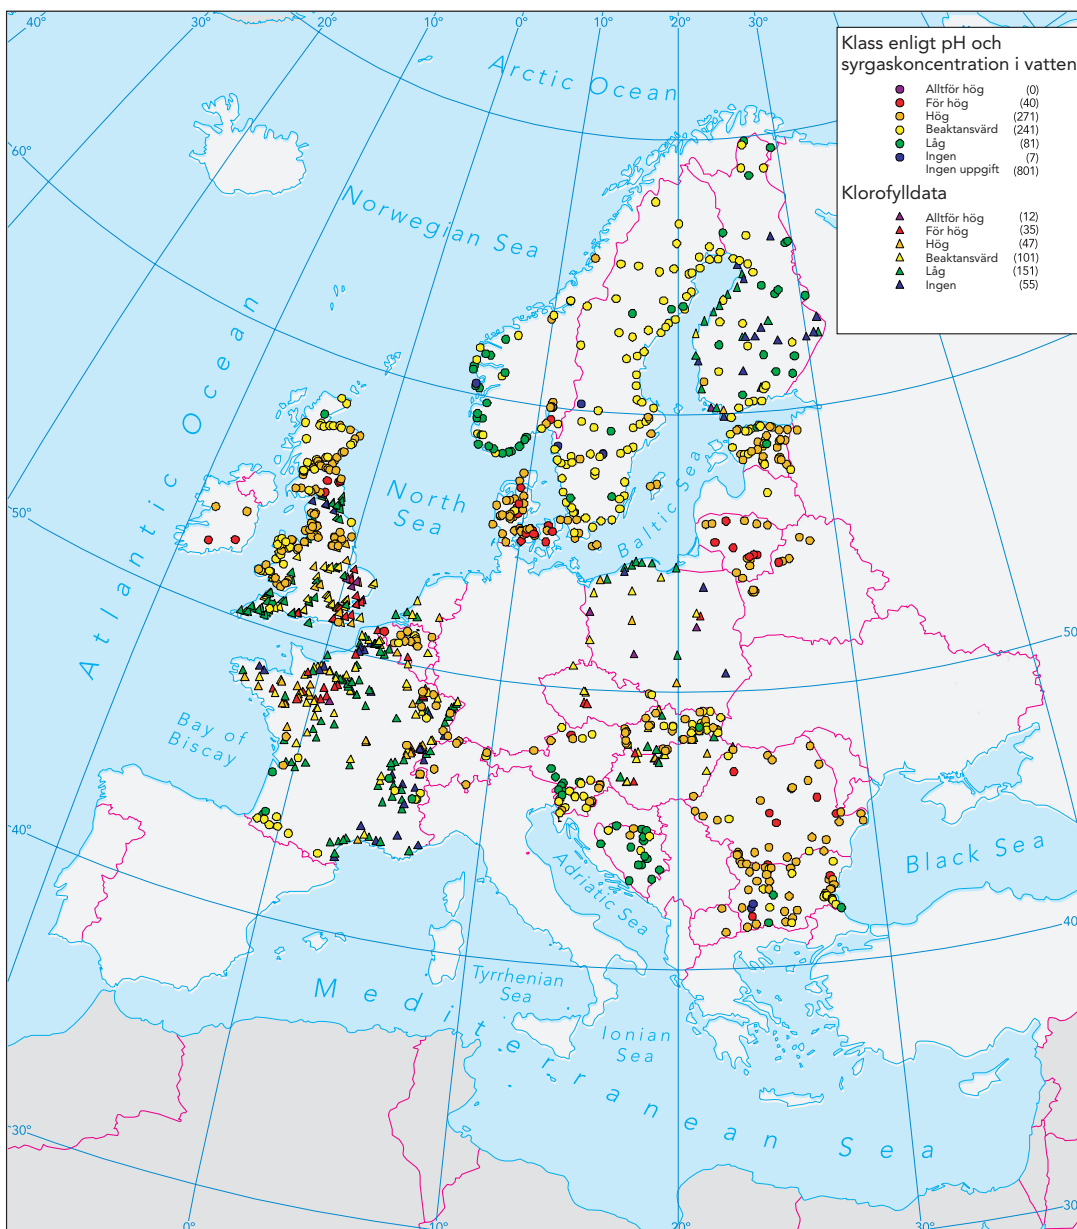 40°
30°
20°
10°
0°
10°
20°
30°
Klass enligt pH och
syrgaskoncentration i vatten
Alltför hög (0)
För hög (40)
Hög (271)
Beaktansvärd (241)
Låg (81)
Ingen (7)
Ingen uppgift (801)
Klorofylldata
Alltför hög (12)
För hög (35)
Hög (47)
Beaktansvärd (101)
Låg (151)
Ingen (55)
Arctic Ocean
60°
Norwegian Sea
Atlantic Ocean
50°
North
Sea
Baltic Sea
50
Bay of
Biscay
40°
Black Sea
Adriatic Sea
40
Tyrrhenian
Sea
Ionian
Sea
Mediterranean Sea
30°
30
0°
10°
20°
30°